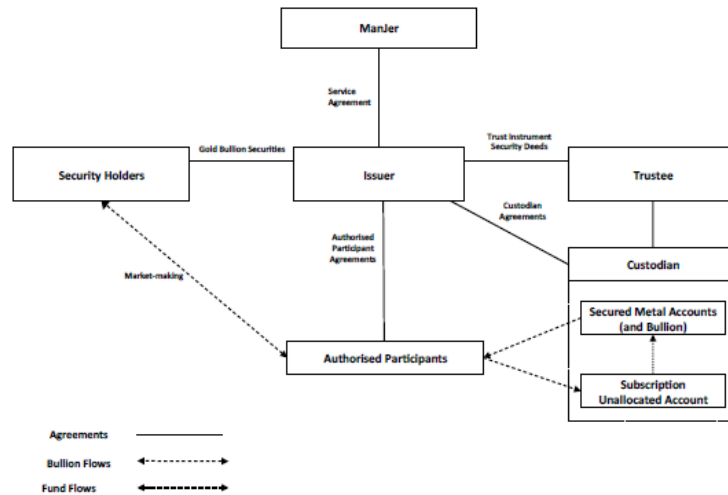 ManJer
Service
Agreement
Gold Bullion Securities
Trust Instrument
Security Deeds
Security Holders
Issuer
Trustee
Custodian
Agreements
Authorised
Participant
Agreements
Custodian
Market-making
Secured Metal Accounts
(and Bullion)
Authorised Participants
Subscription
Unallocated Account
Agreements
Bullion Flows
Fund Flows